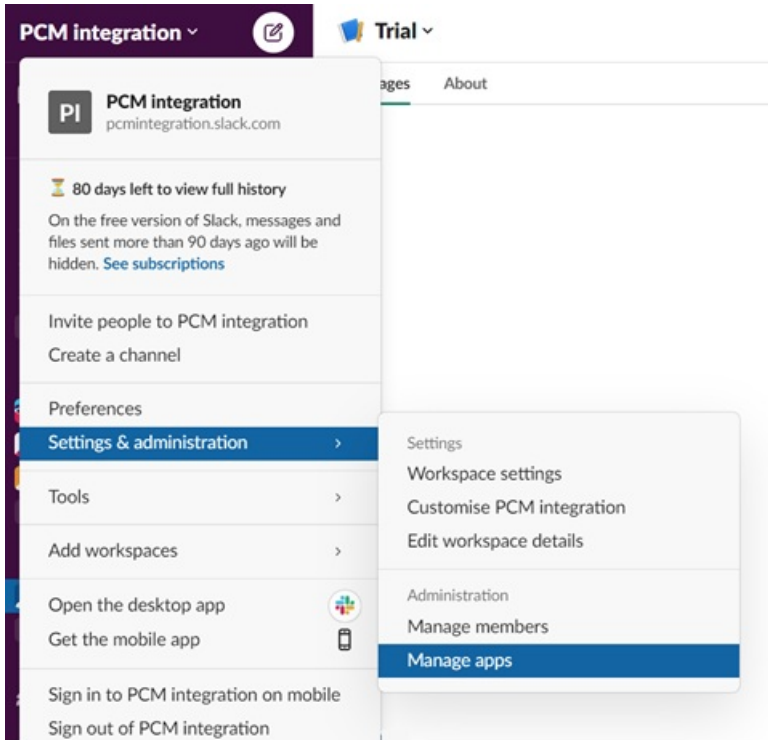 PCM integration
Trial
ages About
PI
PCM integration
pcmintegration.slack.com
80 days left to view full history
On the free version of Slack, messages and
files sent more than 90 days ago will be
hidden. See subscriptions
Invite people to PCM integration
Create a channel
Preferences
Settings & administration
Settings
Workspace settings
Customise PCM integration
Edit workspace details
Administration
Manage members
Manage apps
Tools
Add workspaces
Open the desktop app
Get the mobile app
Sign in to PCM integration on mobile
Sign out of PCM integration